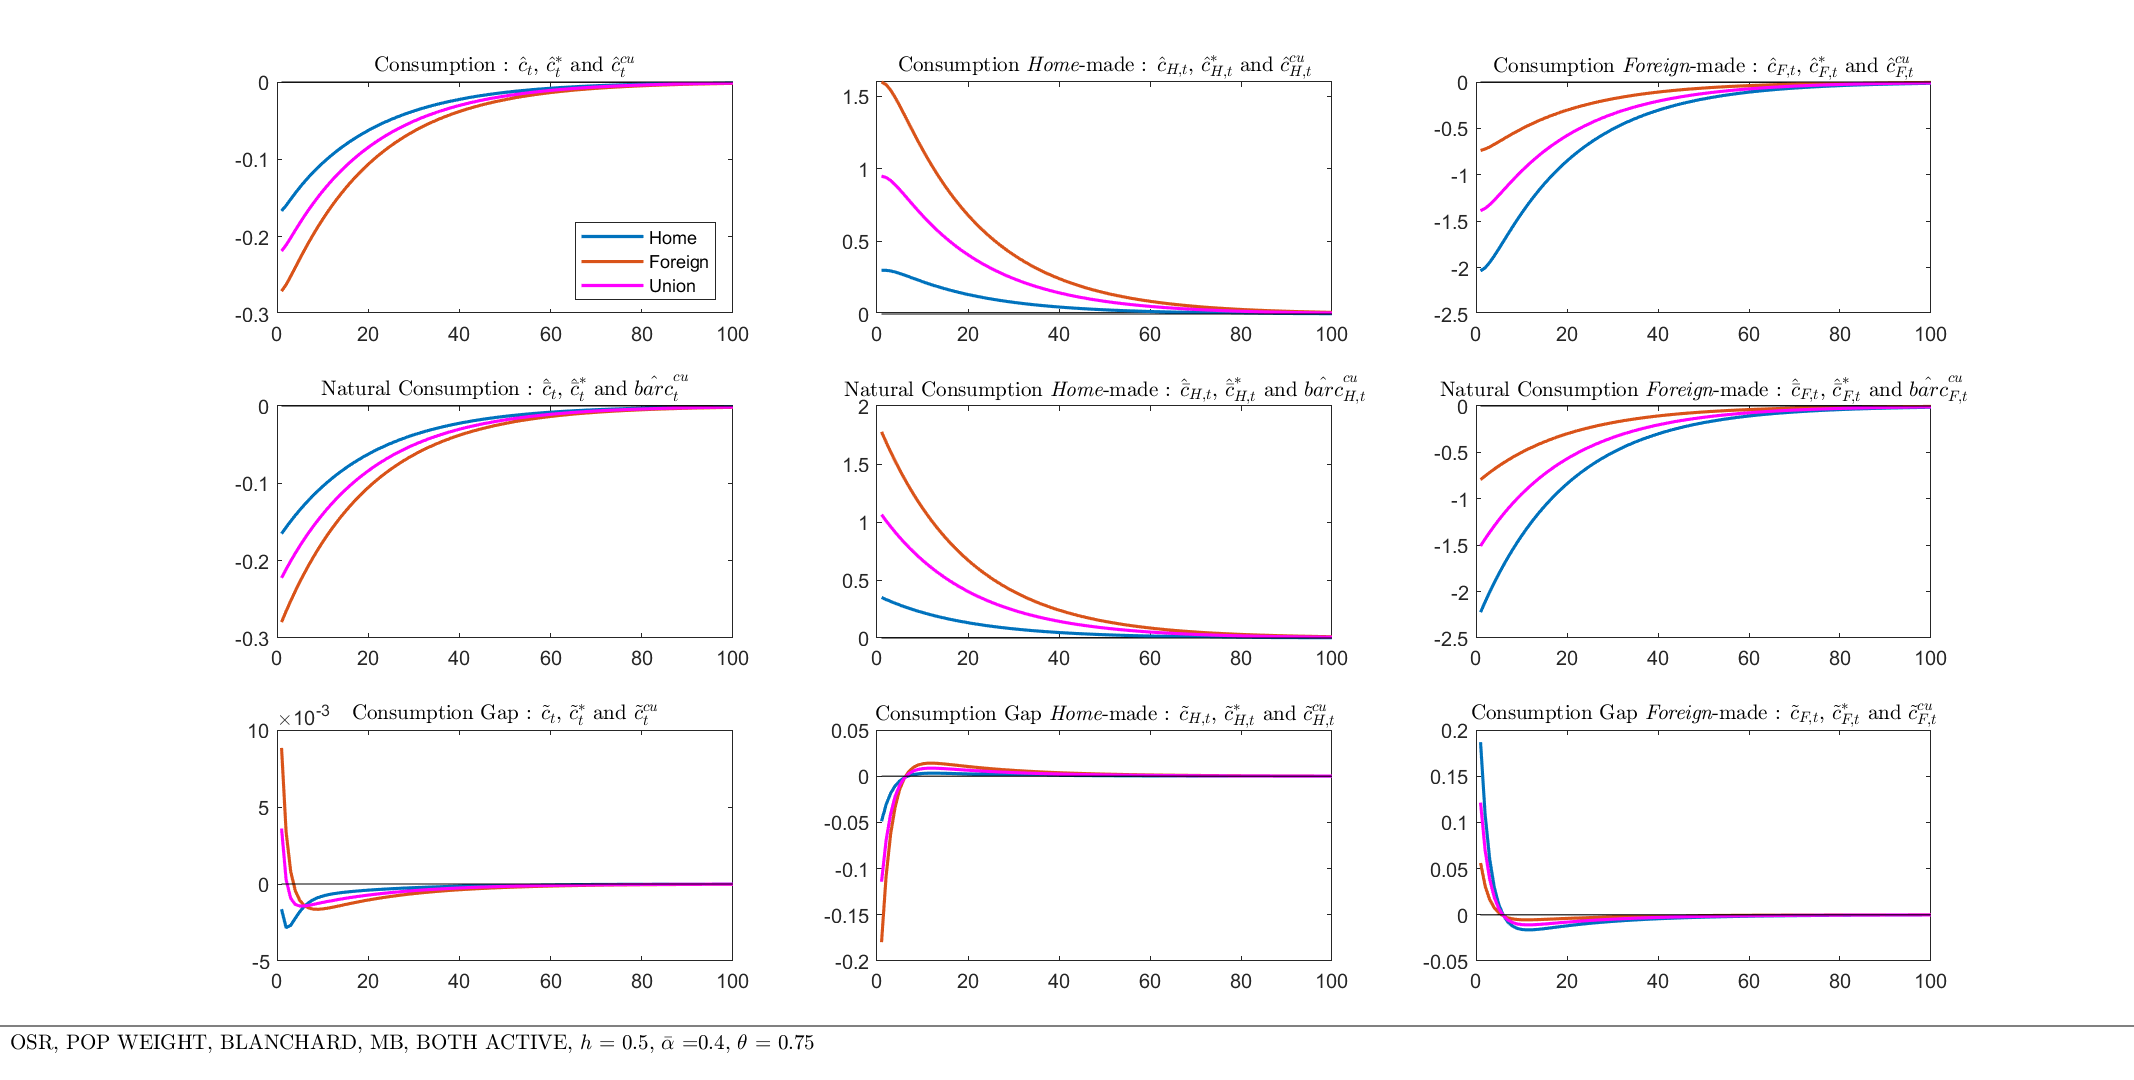 Consumption : ĉ_t, ĉ*_t and ĉ^cu_t
0
-0.1
-0.2
-0.3
0 20 40 60 80 100
Home
Foreign
Union
Consumption Home-made : ĉ_H,t, ĉ*_H,t and ĉ^cu_H,t
1.5
1
0.5
0
0 20 40 60 80 100
Consumption Foreign-made : ĉ_F,t, ĉ*_F,t and ĉ^cu_F,t
0
-0.5
-1
-1.5
-2
-2.5
0 20 40 60 80 100
Natural Consumption : c̄̂_t, c̄̂*_t and bar̂c^cu_t
0
-0.1
-0.2
-0.3
0 20 40 60 80 100
Natural Consumption Home-made : c̄̂_H,t, c̄̂*_H,t and bar̂c^cu_H,t
2
1.5
1
0.5
0
0 20 40 60 80 100
Natural Consumption Foreign-made : c̄̂_F,t, c̄̂*_F,t and bar̂c^cu_F,t
0
-0.5
-1
-1.5
-2
-2.5
0 20 40 60 80 100
Consumption Gap : c̃_t, c̃*_t and c̃^cu_t
×10^-3
10
5
0
-5
0 20 40 60 80 100
Consumption Gap Home-made : c̃_H,t, c̃*_H,t and c̃^cu_H,t
0.05
0
-0.05
-0.1
-0.15
-0.2
0 20 40 60 80 100
Consumption Gap Foreign-made : c̃_F,t, c̃*_F,t and c̃^cu_F,t
0.2
0.15
0.1
0.05
0
-0.05
0 20 40 60 80 100
OSR, POP WEIGHT, BLANCHARD, MB, BOTH ACTIVE, h = 0.5, ᾱ =0.4, θ = 0.75